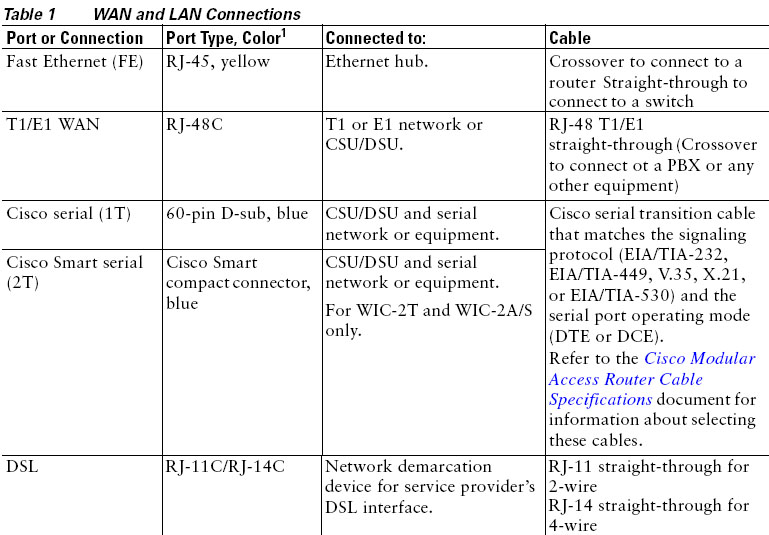 Table 1 WAN and LAN Connections
Port or Connection
Port Type, Color1
Connected to:
Cable
Fast Ethernet (FE)
RJ-45, yellow
Ethernet hub.
Crossover to connect to a
router Straight-through to
connect to a switch
T1/E1 WAN
RJ-48C
T1 or E1 network or
CSU/DSU.
RJ-48 T1/E1
straight-through (Crossover
to connect ot a PBX or any
other equipment)
Cisco serial (1T)
60-pin D-sub, blue
CSU/DSU and serial
network or equipment.
Cisco serial transition cable
that matches the signaling
protocol (EIA/TIA-232,
EIA/TIA-449, V.35, X.21,
or EIA/TIA-530) and the
serial port operating mode
(DTE or DCE).
Refer to the Cisco Modular
Access Router Cable
Specifications document for
information about selecting
these cables.
Cisco Smart serial
(2T)
Cisco Smart
compact connector,
blue
CSU/DSU and serial
network or equipment.
For WIC-2T and WIC-2A/S
only.
DSL
RJ-11C/RJ-14C
Network demarcation
device for service provider's
DSL interface.
RJ-11 straight-through for
2-wire
RJ-14 straight-through for
4-wire